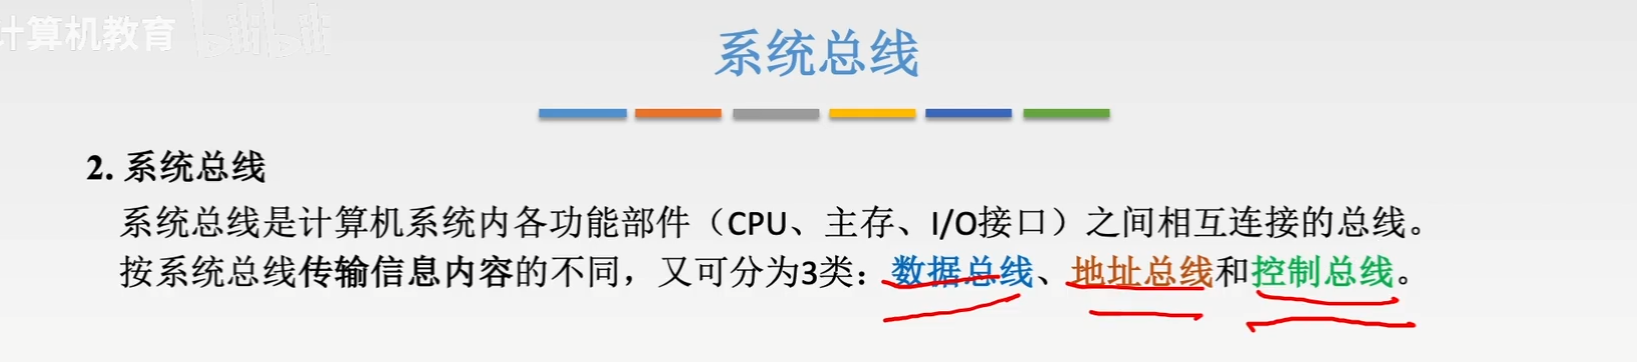 计算机教育 bilibili
系统总线
2. 系统总线
系统总线是计算机系统内各功能部件（CPU、主存、I/O接口）之间相互连接的总线。
按系统总线传输信息内容的不同，又可分为3类：数据总线、地址总线和控制总线。